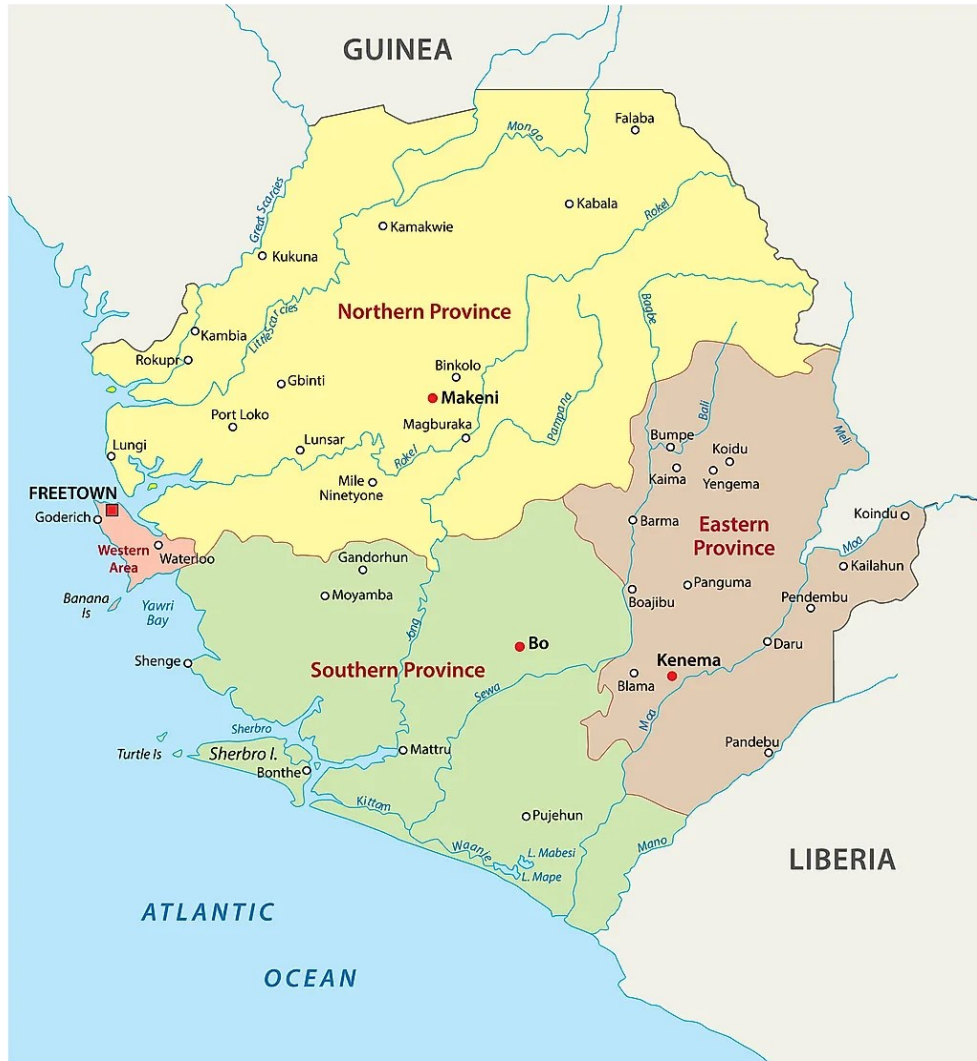 GUINEA
Falaba
Mongo
Great Scarcies
Kabala
Rokel
Kamakwie
Kukuna
Bagbe
Northern Province
Little Scarcies
Kambia
Rokupr
Binkolo
Gbinti
Makeni
Pampana
Bali
Port Loko
Magburaka
Meli
Lungi
Lunsar
Rokel
Bumpe
Koidu
Kaima
Yengema
Mile
Ninetyone
FREETOWN
Goderich
Barma
Eastern
Province
Koindu
Western
Area
Waterloo
Gandorhun
Moa
Kailahun
Panguma
Banana
Is
Yawri
Bay
Moyamba
Boajibu
Pendembu
Jong
Bo
Daru
Shenge
Southern Province
Kenema
Blama
Sewa
Moa
Sherbro
Turtle Is
Sherbro I.
Mattru
Pandebu
Bonthe
Kittam
Pujehun
Waanje
L. Mabesi
Mano
L. Mape
LIBERIA
ATLANTIC
OCEAN